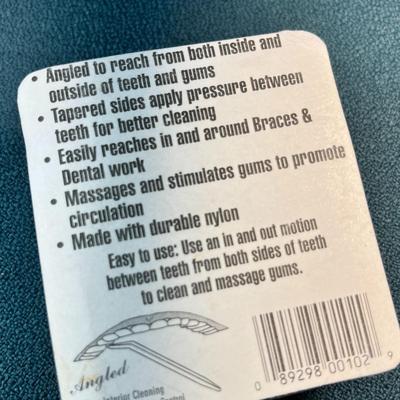 • Angled to reach from both inside and
outside of teeth and gums
• Tapered sides apply pressure between
teeth for better cleaning
• Easily reaches in and around Braces &
Dental work
• Massages and stimulates gums to promote
circulation
• Made with durable nylon
Easy to use: Use an in and out motion
between teeth from both sides of teeth
to clean and massage gums.
Angled
Interior Cleaning
Control
0 89298 00102 9